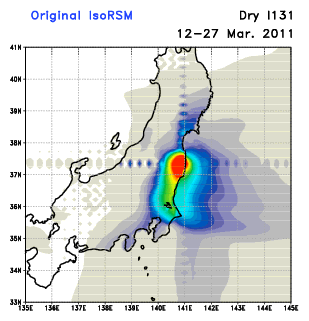 Original IsoRSM
Dry I131
12-27 Mar. 2011
41N
40N
39N
38N
37N
36N
35N
34N
33N
135E 136E 137E 138E 139E 140E 141E 142E 143E 144E 145E